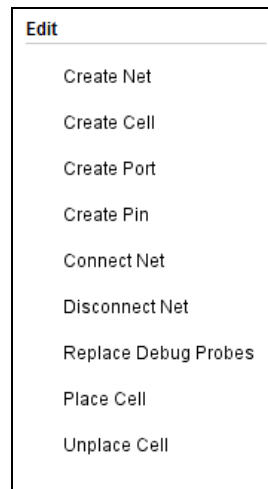 Edit
Create Net
Create Cell
Create Port
Create Pin
Connect Net
Disconnect Net
Replace Debug Probes
Place Cell
Unplace Cell